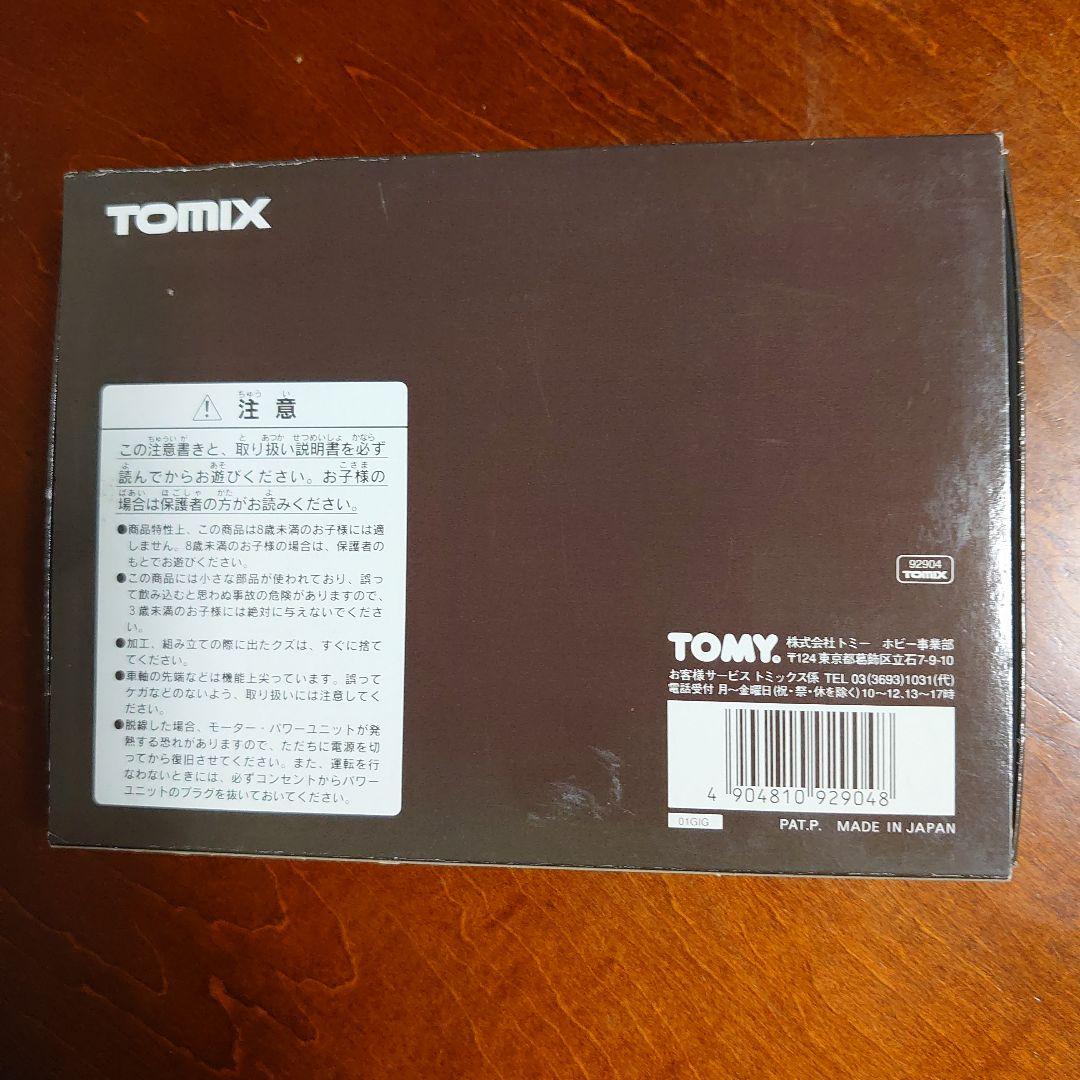 TOMIX
注意
この注意書きと、取り扱い説明書を必ず
読んでからお遊びください。お子様の
場合は保護者の方がお読みください。
●商品特性上、この商品は8歳未満のお子様には適
しません。8歳未満のお子様の場合は、保護者の
もとでお遊びください。
●この商品には小さな部品が使われており、誤っ
て飲み込むと思わぬ事故の危険がありますので、
3歳未満のお子様には絶対に与えないでくださ
い。
●加工、組み立ての際に出たクズは、すぐに捨て
てください。
●車軸の先端などは機能上尖っています。誤って
ケガなどのないよう、取り扱いには注意してく
ださい。
●脱線した場合、モーター・パワーユニットが発
熱する恐れがありますので、ただちに電源を切
ってから復旧させてください。また、運転を行
なわないときには、必ずコンセントからパワー
ユニットのプラグを抜いておいてください。
92904
TOMIX
TOMY. 株式会社トミー ホビー事業部
〒124 東京都葛飾区立石7-9-10
お客様サービス トミックス係 TEL 03(3693)1031(代)
電話受付 月〜金曜日(祝・祭・休を除く)10〜12.13〜17時
4 904810 929048
01GIG
PAT.P. MADE IN JAPAN